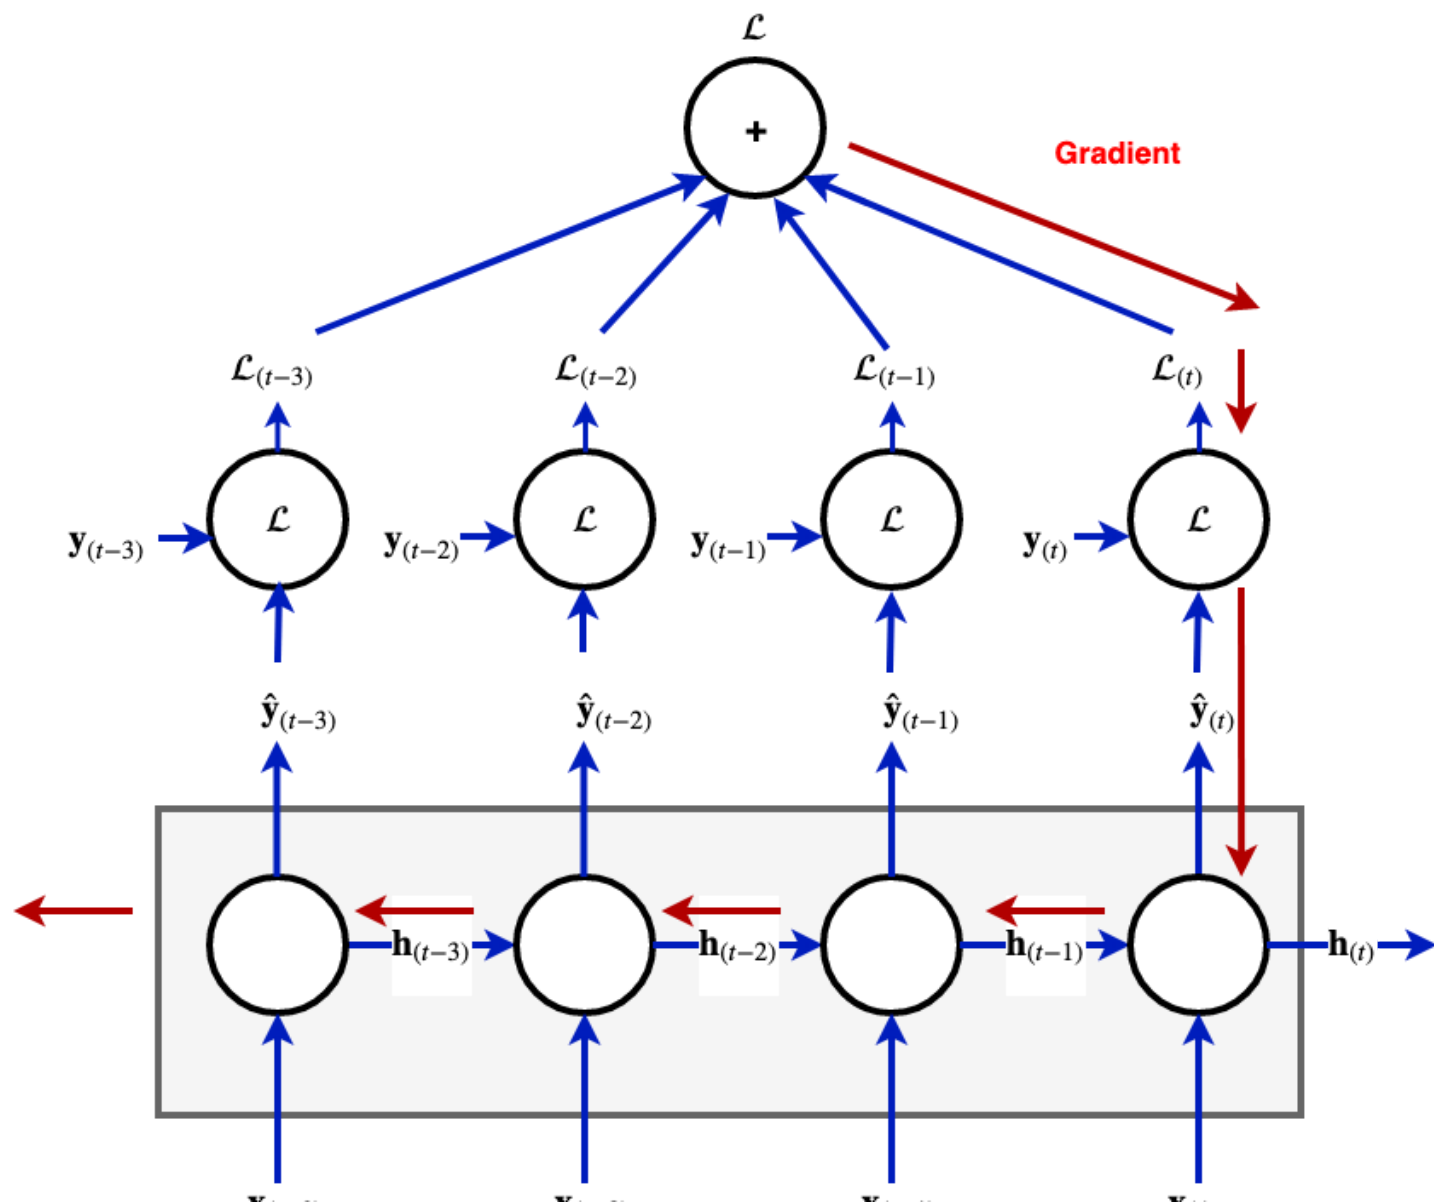 ℒ
+
Gradient
ℒ(t−3) ℒ(t−2) ℒ(t−1) ℒ(t)
y(t−3) ℒ y(t−2) ℒ y(t−1) ℒ y(t) ℒ
ŷ(t−3) ŷ(t−2) ŷ(t−1) ŷ(t)
h(t−3) h(t−2) h(t−1) h(t)